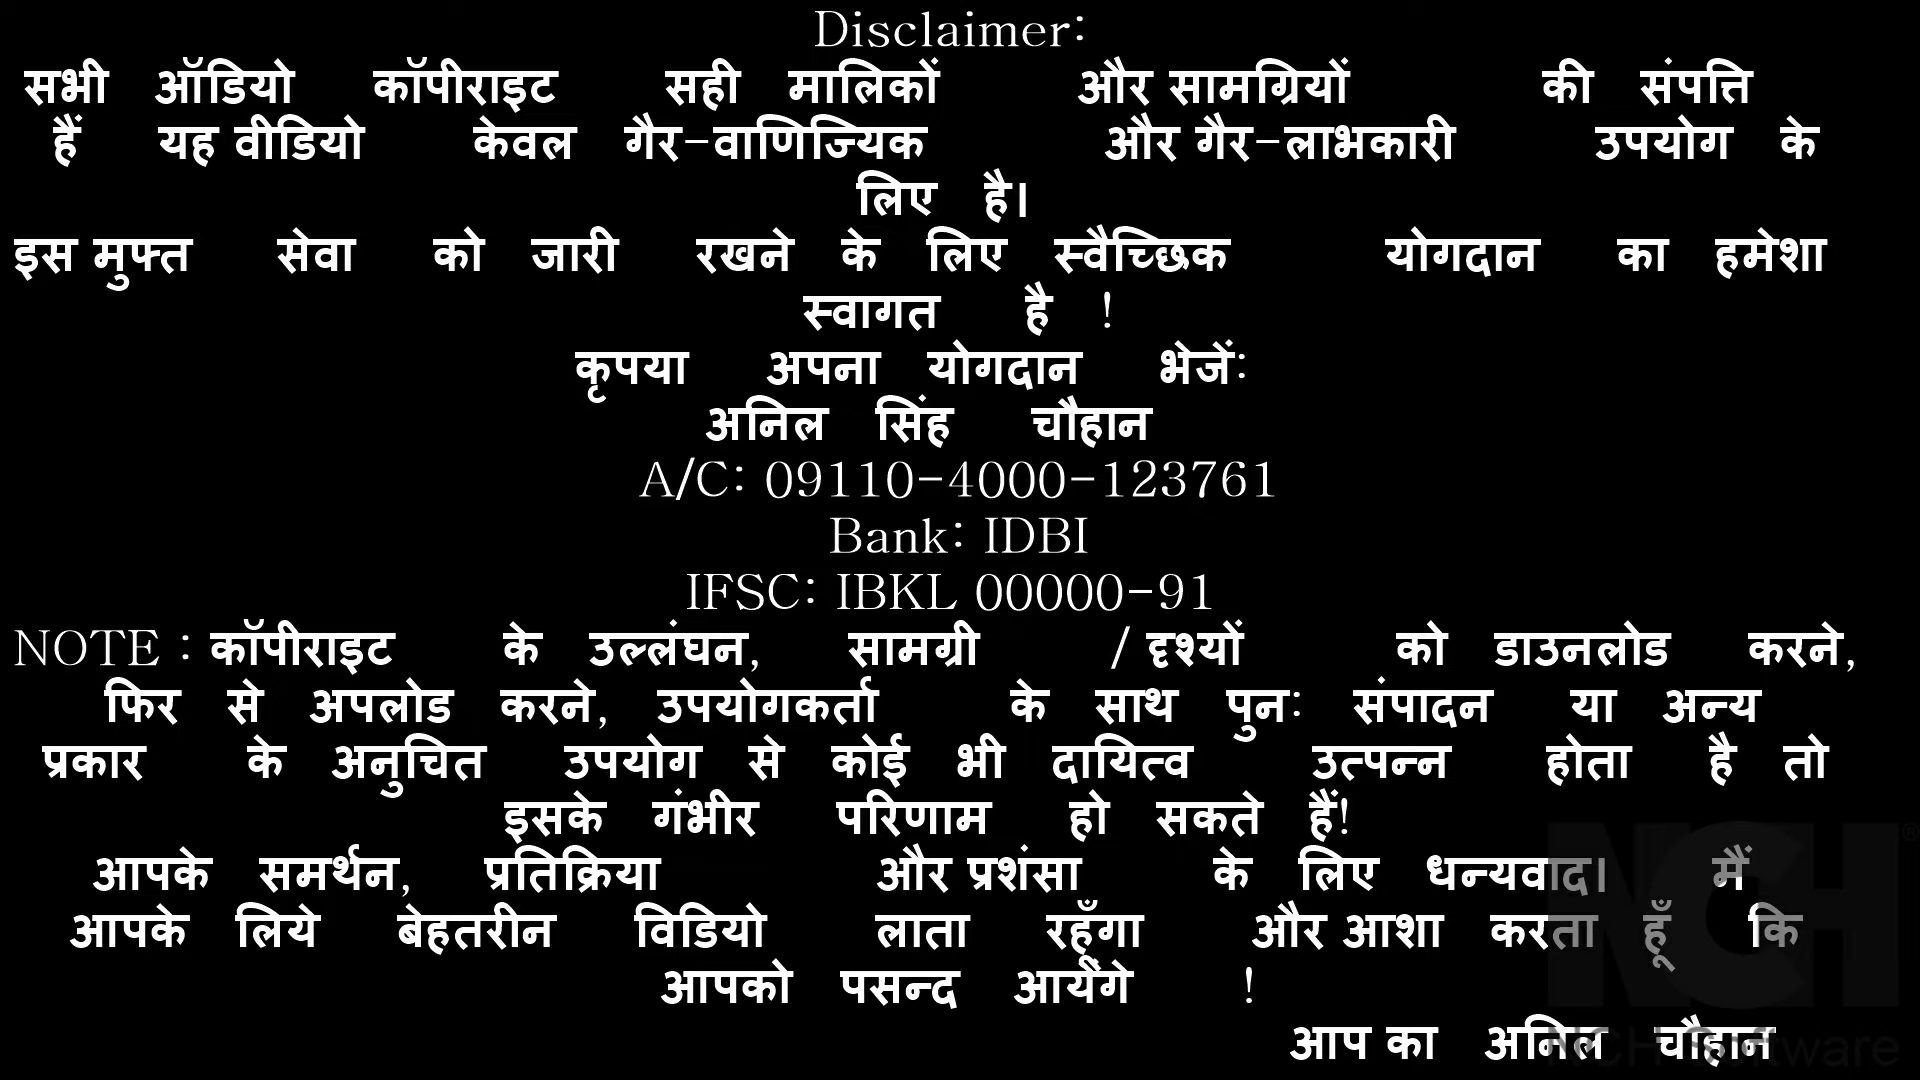 Disclaimer:
सभी ऑडियो कॉपीराइट सही मालिकों और सामग्रियों की संपत्ति
हैं यह वीडियो केवल गैर-वाणिज्यिक और गैर-लाभकारी उपयोग के
लिए है।
इस मुफ्त सेवा को जारी रखने के लिए स्वैच्छिक योगदान का हमेशा
स्वागत है !
कृपया अपना योगदान भेजें:
अनिल सिंह चौहान
A/C: 09110-4000-123761
Bank: IDBI
IFSC: IBKL 00000-91
NOTE : कॉपीराइट के उल्लंघन, सामग्री / दृश्यों को डाउनलोड करने,
फिर से अपलोड करने, उपयोगकर्ता के साथ पुन: संपादन या अन्य
प्रकार के अनुचित उपयोग से कोई भी दायित्व उत्पन्न होता है तो
इसके गंभीर परिणाम हो सकते हैं!
आपके समर्थन, प्रतिक्रिया और प्रशंसा के लिए धन्यवाद। मैं
आपके लिये बेहतरीन विडियो लाता रहूँगा और आशा करता हूँ कि
आपको पसन्द आयेंगे !
आप का अनिल चौहान
NCH®
NCH Software